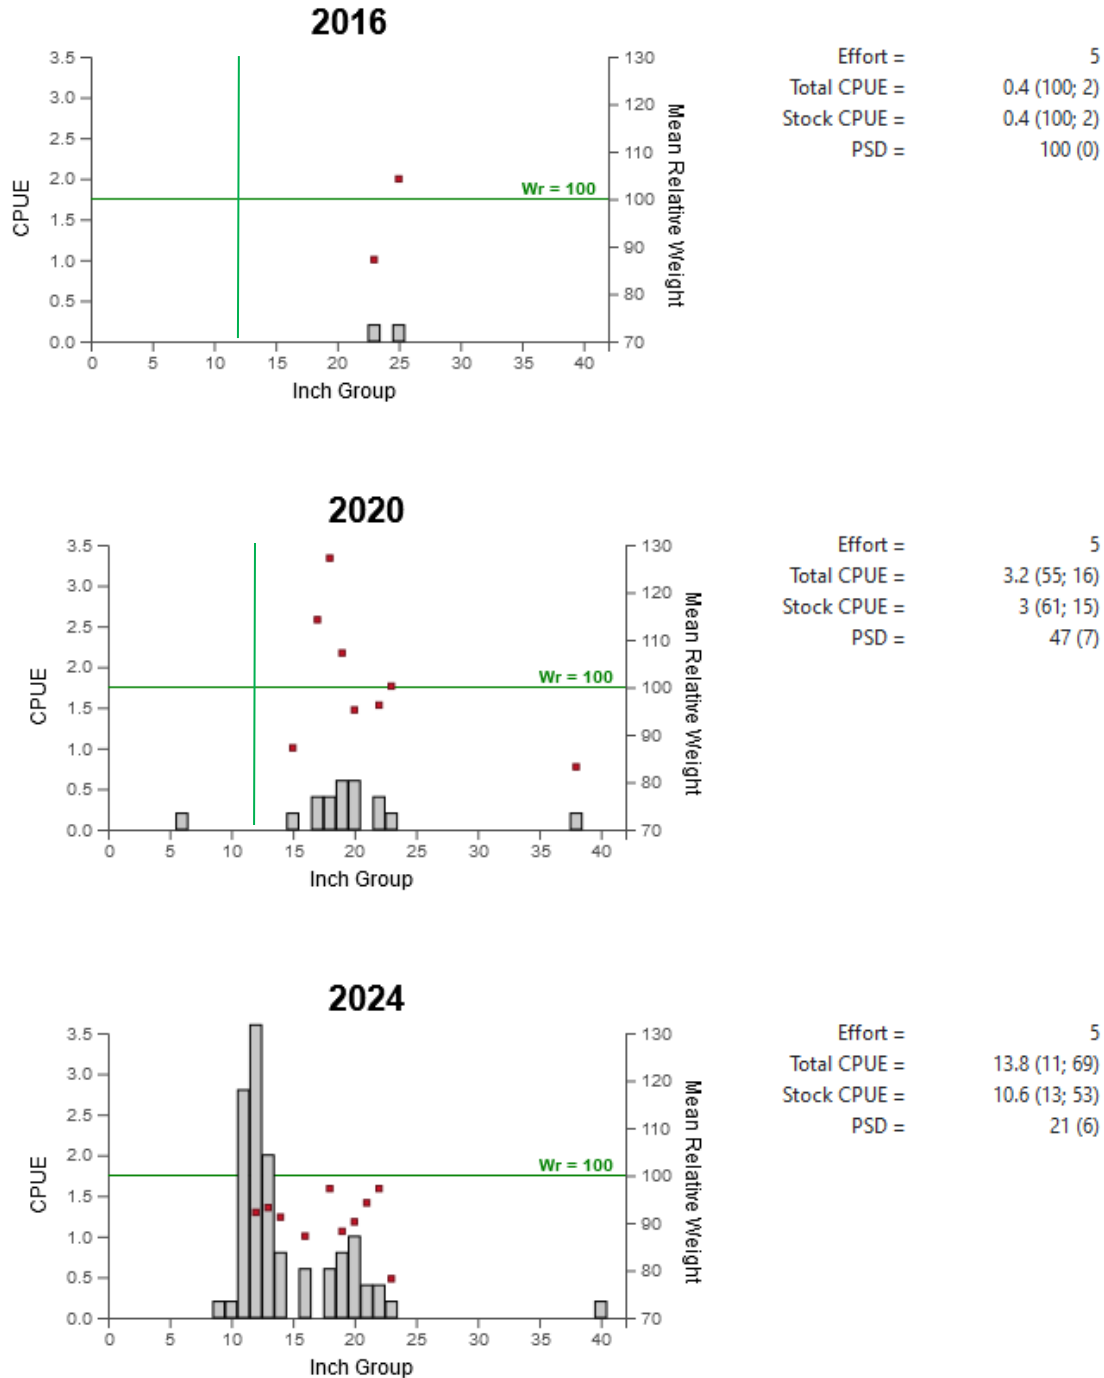 2016
3.5
3.0
2.5
2.0
1.5
1.0
0.5
0.0
CPUE
0 5 10 15 20 25 30 35 40
Inch Group
130
120
110
100
90
80
70
Mean Relative Weight
Wr = 100
Effort = 5
Total CPUE = 0.4 (100; 2)
Stock CPUE = 0.4 (100; 2)
PSD = 100 (0)
2020
3.5
3.0
2.5
2.0
1.5
1.0
0.5
0.0
CPUE
0 5 10 15 20 25 30 35 40
Inch Group
130
120
110
100
90
80
70
Mean Relative Weight
Wr = 100
Effort = 5
Total CPUE = 3.2 (55; 16)
Stock CPUE = 3 (61; 15)
PSD = 47 (7)
2024
3.5
3.0
2.5
2.0
1.5
1.0
0.5
0.0
CPUE
0 5 10 15 20 25 30 35 40
Inch Group
130
120
110
100
90
80
70
Mean Relative Weight
Wr = 100
Effort = 5
Total CPUE = 13.8 (11; 69)
Stock CPUE = 10.6 (13; 53)
PSD = 21 (6)